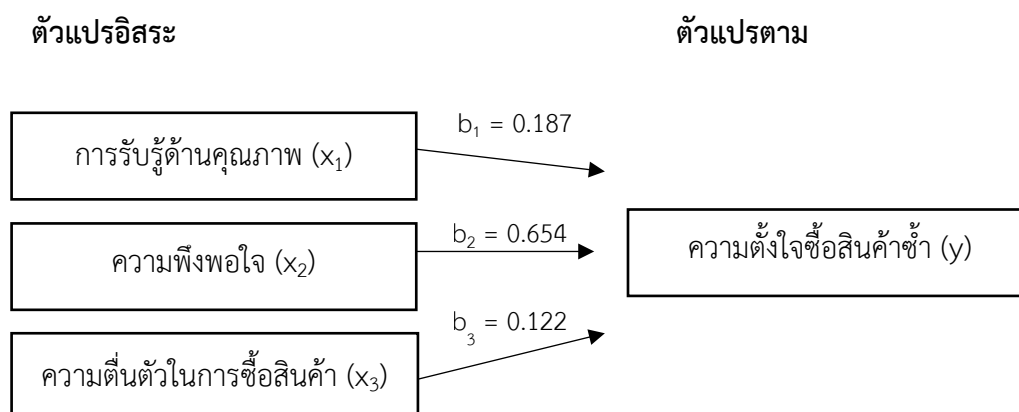 ตัวแปรอิสระ
ตัวแปรตาม
b₁ = 0.187
การรับรู้ด้านคุณภาพ (x₁)
b₂ = 0.654
ความพึงพอใจ (x₂)
ความตั้งใจซื้อสินค้าซ้ำ (y)
b₃ = 0.122
ความตื่นตัวในการซื้อสินค้า (x₃)